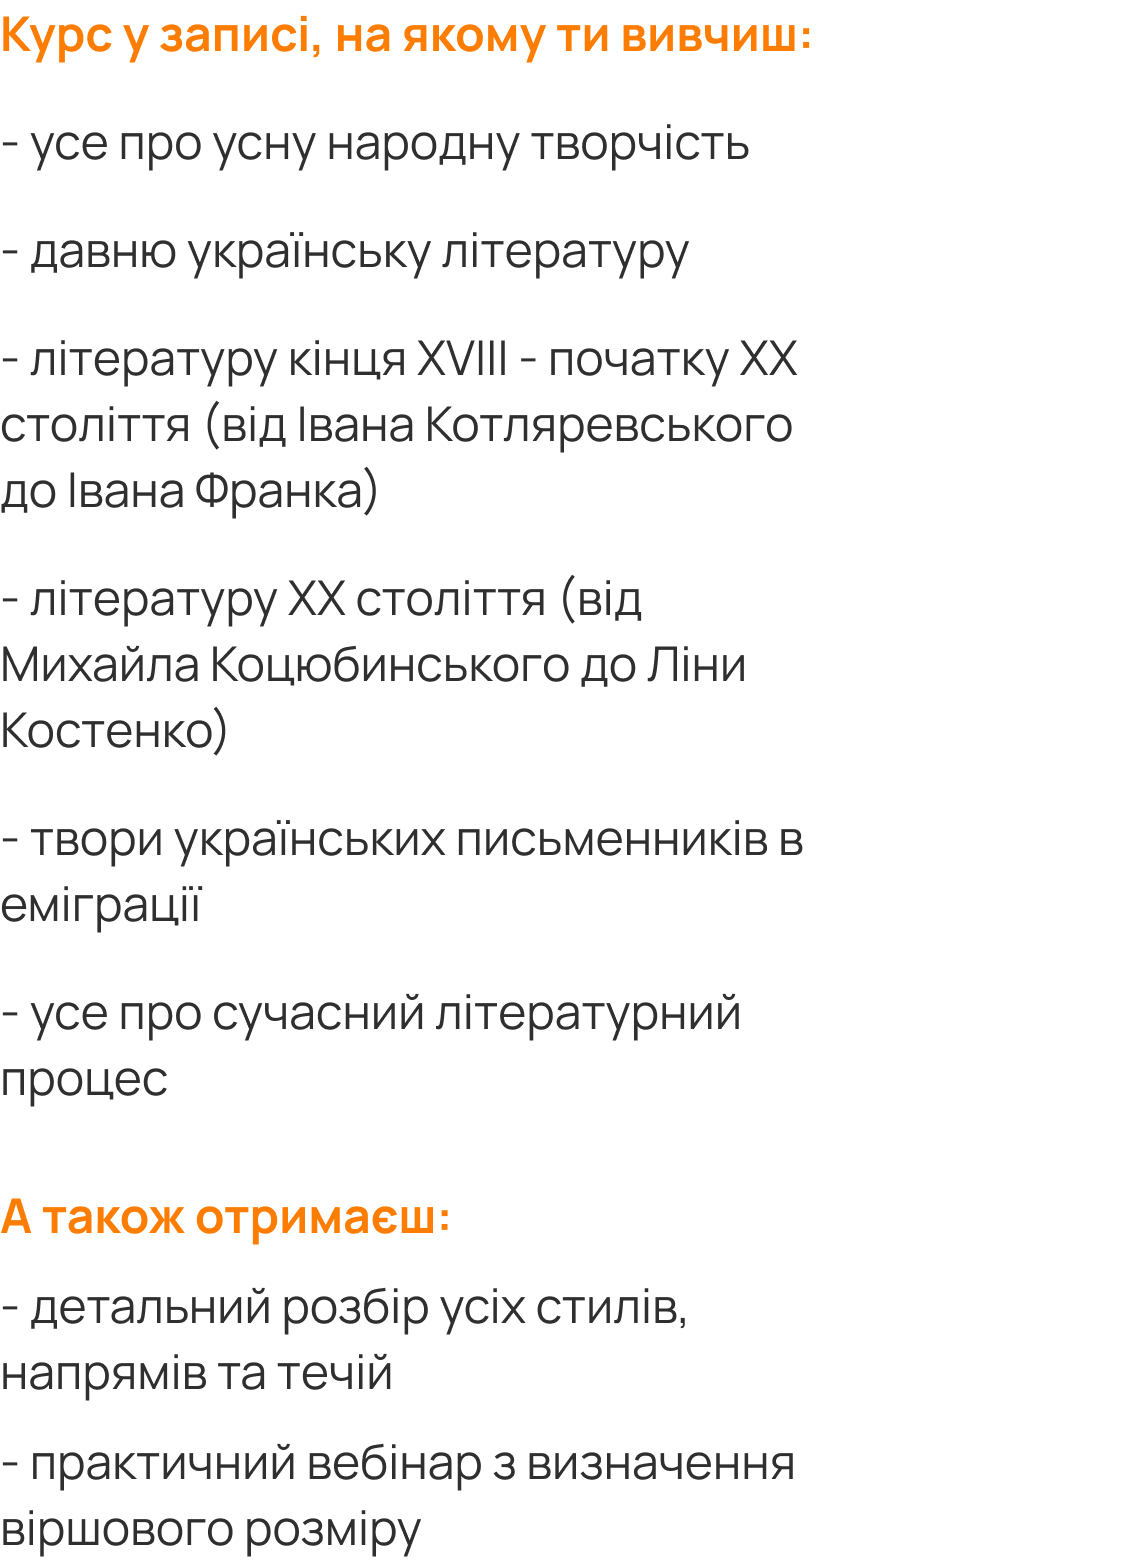 Курс у записі, на якому ти вивчиш:
- усе про усну народну творчість
- давню українську літературу
- літературу кінця XVIII - початку XX
століття (від Івана Котляревського
до Івана Франка)
- літературу XX століття (від
Михайла Коцюбинського до Ліни
Костенко)
- твори українських письменників в
еміграції
- усе про сучасний літературний
процес
А також отримаєш:
- детальний розбір усіх стилів,
напрямів та течій
- практичний вебінар з визначення
віршового розміру